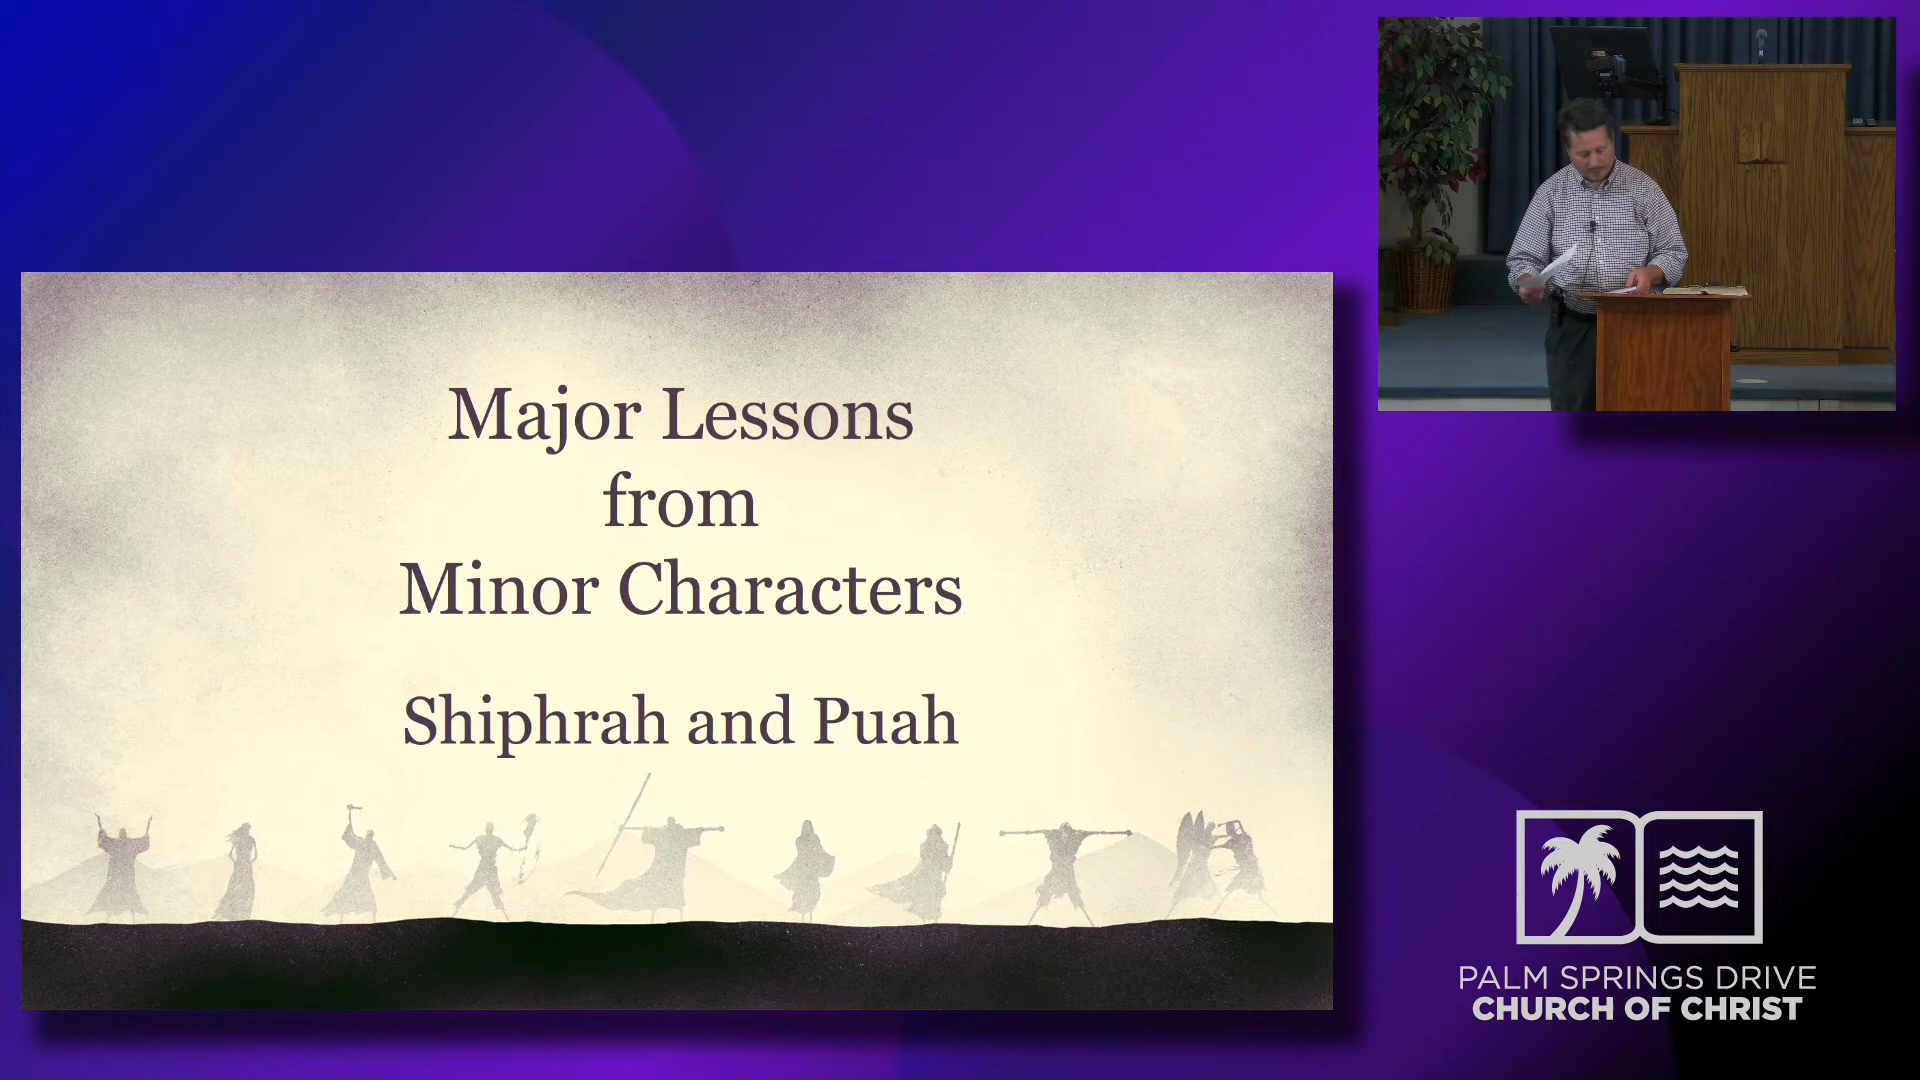 Major Lessons
from
Minor Characters
Shiphrah and Puah
PALM SPRINGS DRIVE
CHURCH OF CHRIST